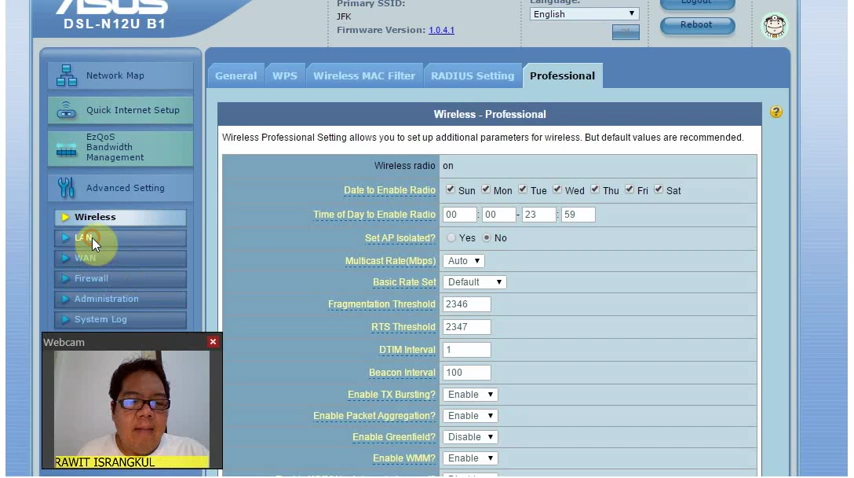 ASUS
DSL-N12U B1
Primary SSID:
JFK
Firmware Version: 1.0.4.1
Language:
English
Logout
Reboot
Network Map
Quick Internet Setup
EzQoS
Bandwidth
Management
Advanced Setting
Wireless
LAN
WAN
Firewall
Administration
System Log
General
WPS
Wireless MAC Filter
RADIUS Setting
Professional
Wireless - Professional
Wireless Professional Setting allows you to set up additional parameters for wireless. But default values are recommended.
Wireless radio on
Date to Enable Radio Sun Mon Tue Wed Thu Fri Sat
Time of Day to Enable Radio 00 : 00 - 23 : 59
Set AP Isolated? Yes No
Multicast Rate(Mbps) Auto
Basic Rate Set Default
Fragmentation Threshold 2346
RTS Threshold 2347
DTIM Interval 1
Beacon Interval 100
Enable TX Bursting? Enable
Enable Packet Aggregation? Enable
Enable Greenfield? Disable
Enable WMM? Enable
Webcam
RAWIT ISRANGKUL